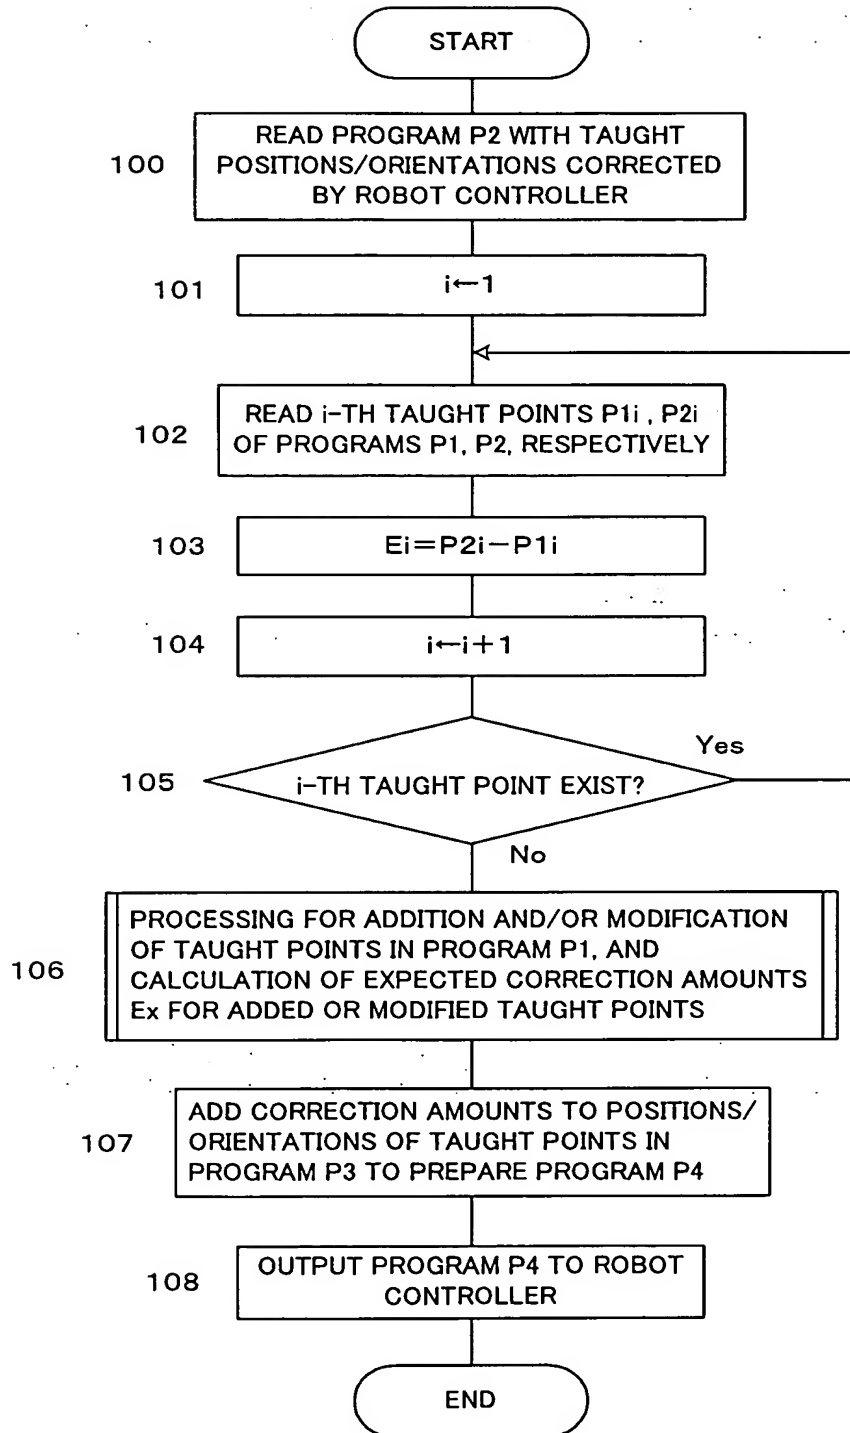 START
100
READ PROGRAM P2 WITH TAUGHT
POSITIONS/ORIENTATIONS CORRECTED
BY ROBOT CONTROLLER
101
i←1
102
READ i-TH TAUGHT POINTS P1i , P2i
OF PROGRAMS P1, P2, RESPECTIVELY
103
Ei=P2i-P1i
104
i←i+1
105
i-TH TAUGHT POINT EXIST?
Yes
No
106
PROCESSING FOR ADDITION AND/OR MODIFICATION
OF TAUGHT POINTS IN PROGRAM P1, AND
CALCULATION OF EXPECTED CORRECTION AMOUNTS
Ex FOR ADDED OR MODIFIED TAUGHT POINTS
107
ADD CORRECTION AMOUNTS TO POSITIONS/
ORIENTATIONS OF TAUGHT POINTS IN
PROGRAM P3 TO PREPARE PROGRAM P4
108
OUTPUT PROGRAM P4 TO ROBOT
CONTROLLER
END